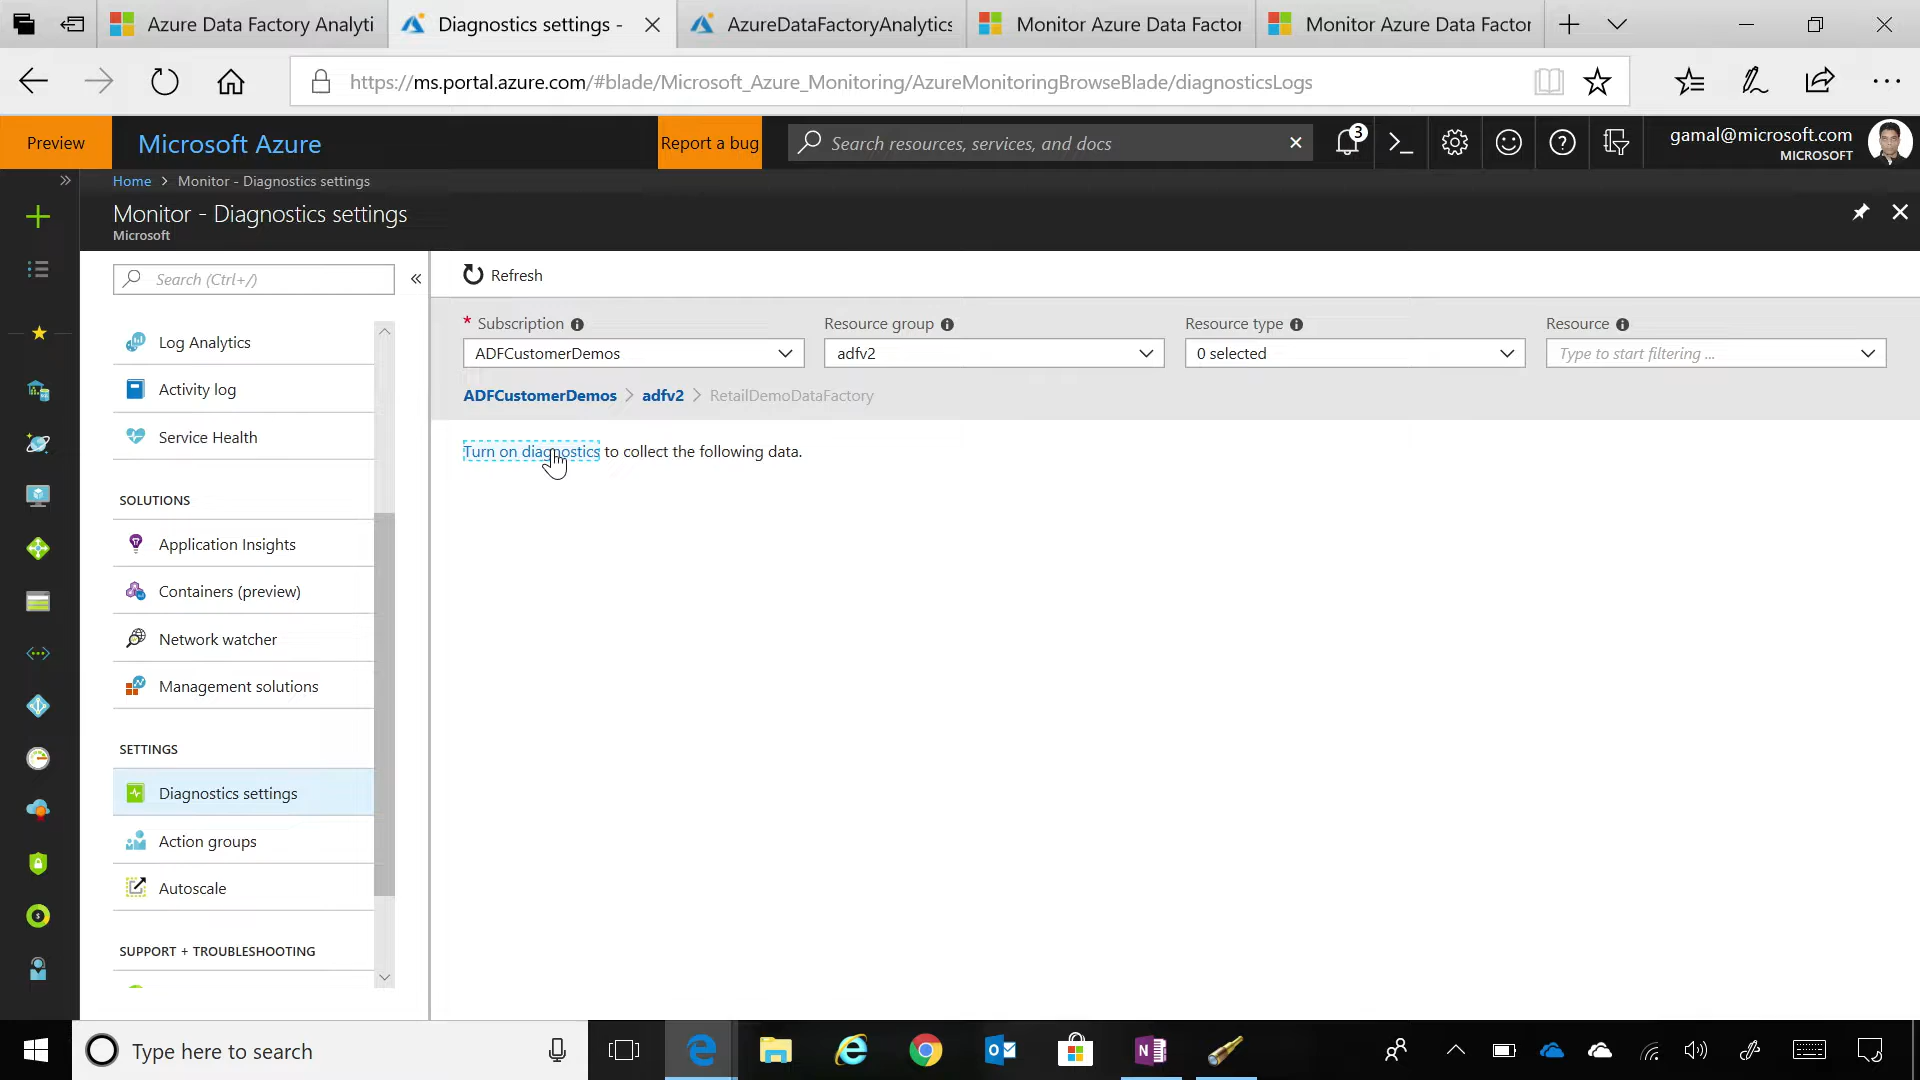 Azure Data Factory Analyti
Diagnostics settings -
AzureDataFactoryAnalytics
Monitor Azure Data Factor
Monitor Azure Data Factor
https://ms.portal.azure.com/#blade/Microsoft_Azure_Monitoring/AzureMonitoringBrowseBlade/diagnosticsLogs
Preview
Microsoft Azure
Report a bug
Search resources, services, and docs
3
gamal@microsoft.com
MICROSOFT
Home > Monitor - Diagnostics settings
Monitor - Diagnostics settings
Microsoft
Search (Ctrl+/)
Log Analytics
Activity log
Service Health
SOLUTIONS
Application Insights
Containers (preview)
Network watcher
Management solutions
SETTINGS
Diagnostics settings
Action groups
Autoscale
SUPPORT + TROUBLESHOOTING
Refresh
* Subscription
Resource group
Resource type
Resource
ADFCustomerDemos
adfv2
0 selected
Type to start filtering ...
ADFCustomerDemos > adfv2 > RetailDemoDataFactory
Turn on diagnostics to collect the following data.
Type here to search